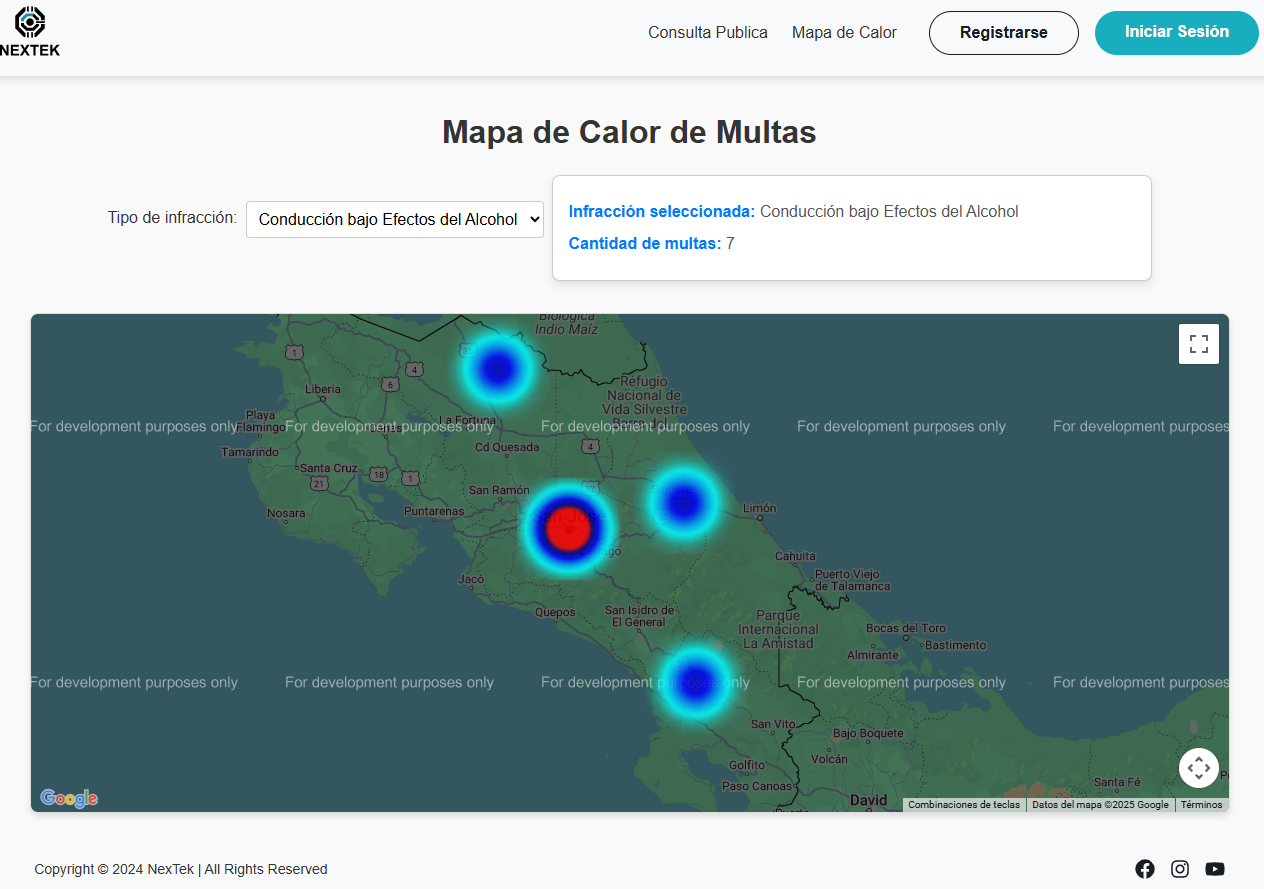 NEXTEK
Consulta Publica
Mapa de Calor
Registrarse
Iniciar Sesión
Mapa de Calor de Multas
Tipo de infracción:
Conducción bajo Efectos del Alcohol
Infracción seleccionada: Conducción bajo Efectos del Alcohol
Cantidad de multas: 7
Biológica
Indio Maíz
1
4
6
Liberia
Refugio
Nacional de
Vida Silvestre
Barra del
Playa
Flamingo
La Fortuna
For development purposes only
For development purposes only
For development purposes only
For development purposes only
For development purposes
Tamarindo
Cd Quesada
4
Santa Cruz
18
1
21
San Ramón
Nosara
Puntarenas
San José
Limón
Cahuita
Jacó
Puerto Viejo
de Talamanca
Quepos
San Isidro de
El General
Parque
Internacional
La Amistad
Bocas del Toro
Bastimento
Almirante
For development purposes only
For development purposes only
For development purposes only
For development purposes only
For development purposes
San Vito
Bajo Boquete
Volcán
Golfito
Paso Canoas
Santa Fé
David
Google
Combinaciones de teclas
Datos del mapa ©2025 Google
Términos
Copyright © 2024 NexTek | All Rights Reserved